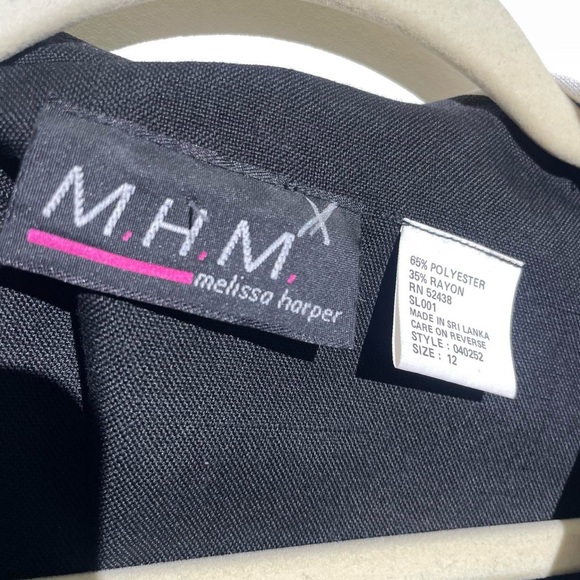 M.H.M.
melissa harper
65% POLYESTER
35% RAYON
RN 52438
SL001
MADE IN SRI LANKA
CARE ON REVERSE
STYLE : 040252
SIZE : 12